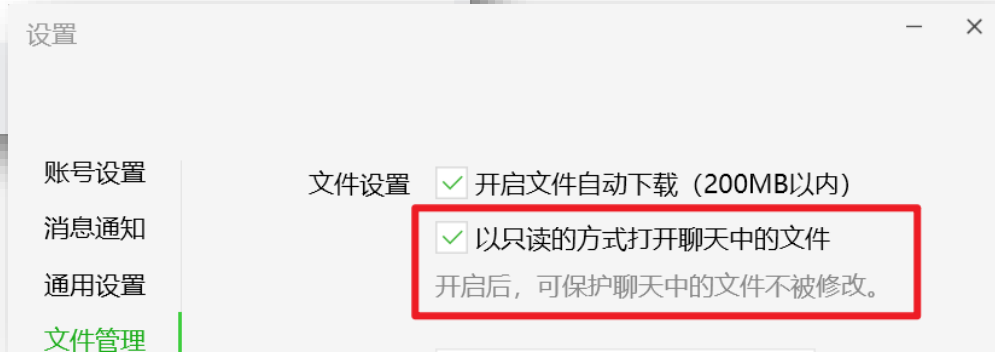 设置
账号设置
消息通知
通用设置
文件管理
文件设置
开启文件自动下载（200MB以内）
以只读的方式打开聊天中的文件
开启后，可保护聊天中的文件不被修改。